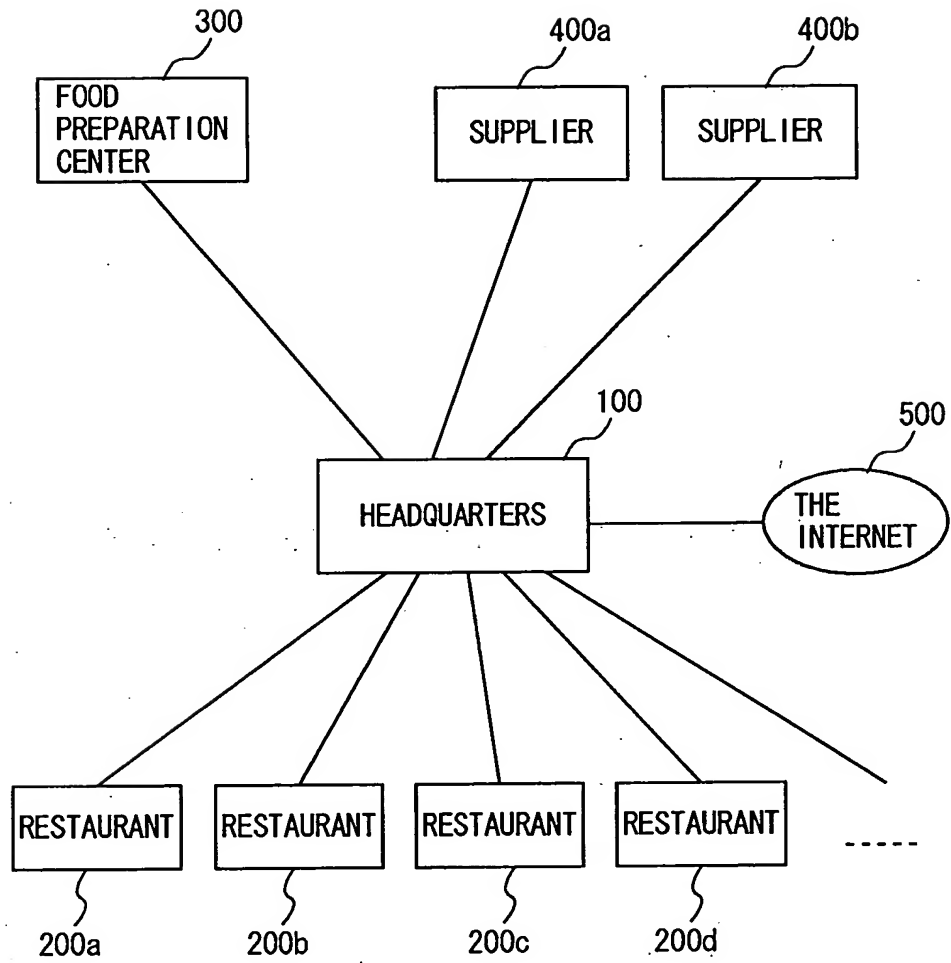 300
400a
400b
FOOD
PREPARATION
CENTER
SUPPLIER
SUPPLIER
100
500
HEADQUARTERS
THE
INTERNET
RESTAURANT
RESTAURANT
RESTAURANT
RESTAURANT
-----
200a
200b
200c
200d